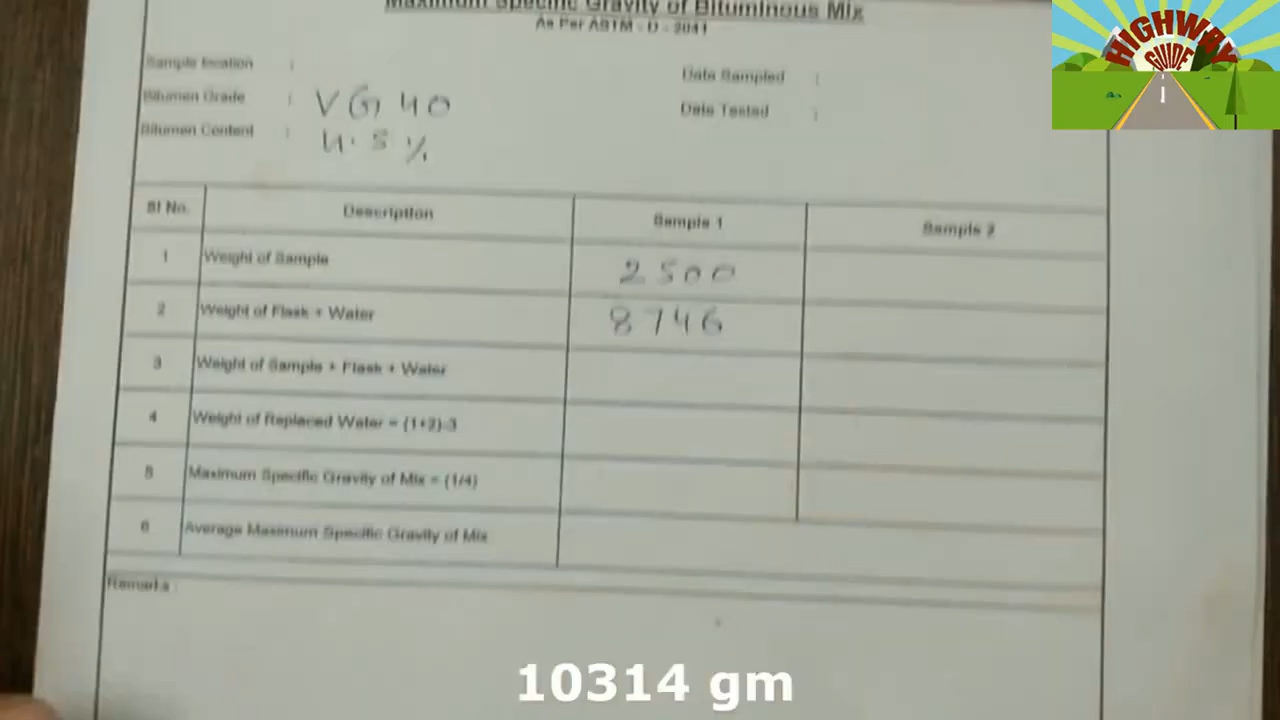 Maximum Specific Gravity of Bituminous Mix
As Per ASTM - D - 2041
HIGHWAY
GUIDE
Sample location :
Date Sampled :
Bitumen Grade : VG 40
Date Tested :
Bitumen Content : 4.5 %
Sl No. Description Sample 1 Sample 2
1 Weight of Sample 2500
2 Weight of Flask + Water 8746
3 Weight of Sample + Flask + Water
4 Weight of Replaced Water = (1+2)-3
5 Maximum Specific Gravity of Mix = (1/4)
6 Average Maximum Specific Gravity of Mix
Remarks :
10314 gm